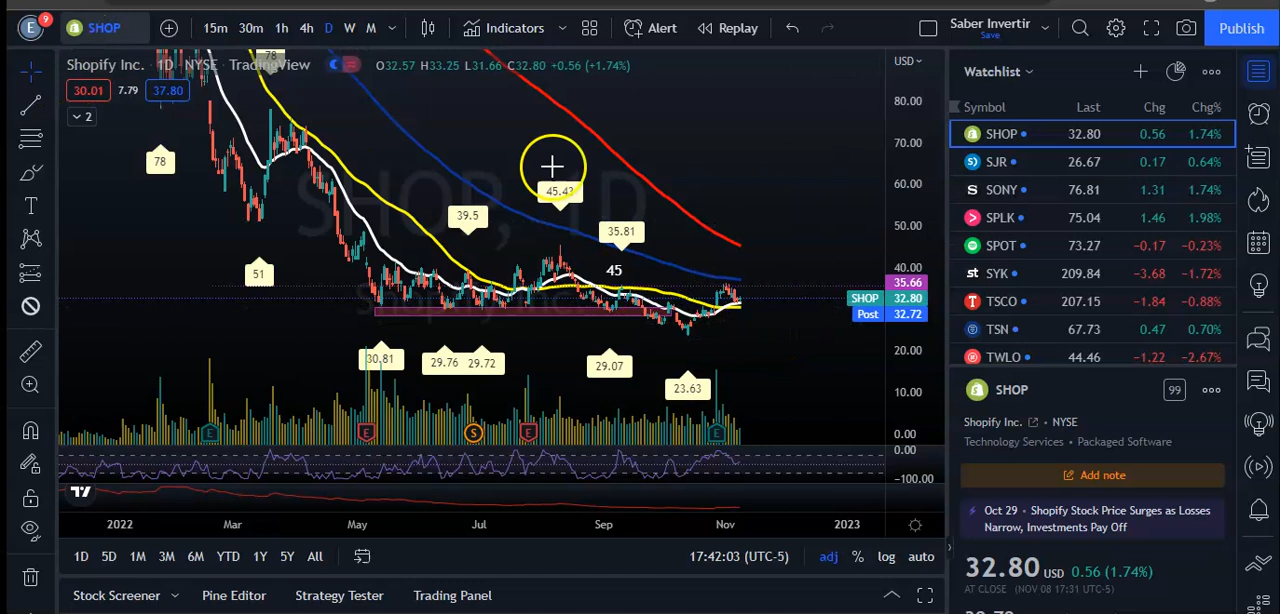 E 9 SHOP 15m 30m 1h 4h D W M Indicators Alert Replay Saber Invertir Save Publish
Shopify Inc. · 1D · NYSE · TradingView O32.57 H33.25 L31.66 C32.80 +0.56 (+1.74%) USD
30.01 7.79 37.80
2
78
78
51
39.5
45.43
35.81
45
30.81
29.76
29.72
29.07
23.63
SHOP, 1D
80.00
70.00
60.00
50.00
40.00
35.66
SHOP 32.80
Post 32.72
20.00
10.00
0.00
0.00
-100.00
E E S E E
2022 Mar May Jul Sep Nov 2023
1D 5D 1M 3M 6M YTD 1Y 5Y All 17:42:03 (UTC-5) adj % log auto
Stock Screener Pine Editor Strategy Tester Trading Panel
Watchlist
Symbol Last Chg Chg%
SHOP 32.80 0.56 1.74%
SJR 26.67 0.17 0.64%
SONY 76.81 1.31 1.74%
SPLK 75.04 1.46 1.98%
SPOT 73.27 −0.17 −0.23%
SYK 209.84 −3.68 −1.72%
TSCO 207.15 −1.84 −0.88%
TSN 67.73 0.47 0.70%
TWLO 44.46 −1.22 −2.67%
SHOP 99
Shopify Inc. • NYSE
Technology Services • Packaged Software
Add note
Oct 29 • Shopify Stock Price Surges as Losses
Narrow, Investments Pay Off
32.80 USD 0.56 (1.74%)
AT CLOSE (NOV 08 17:31 UTC-5)